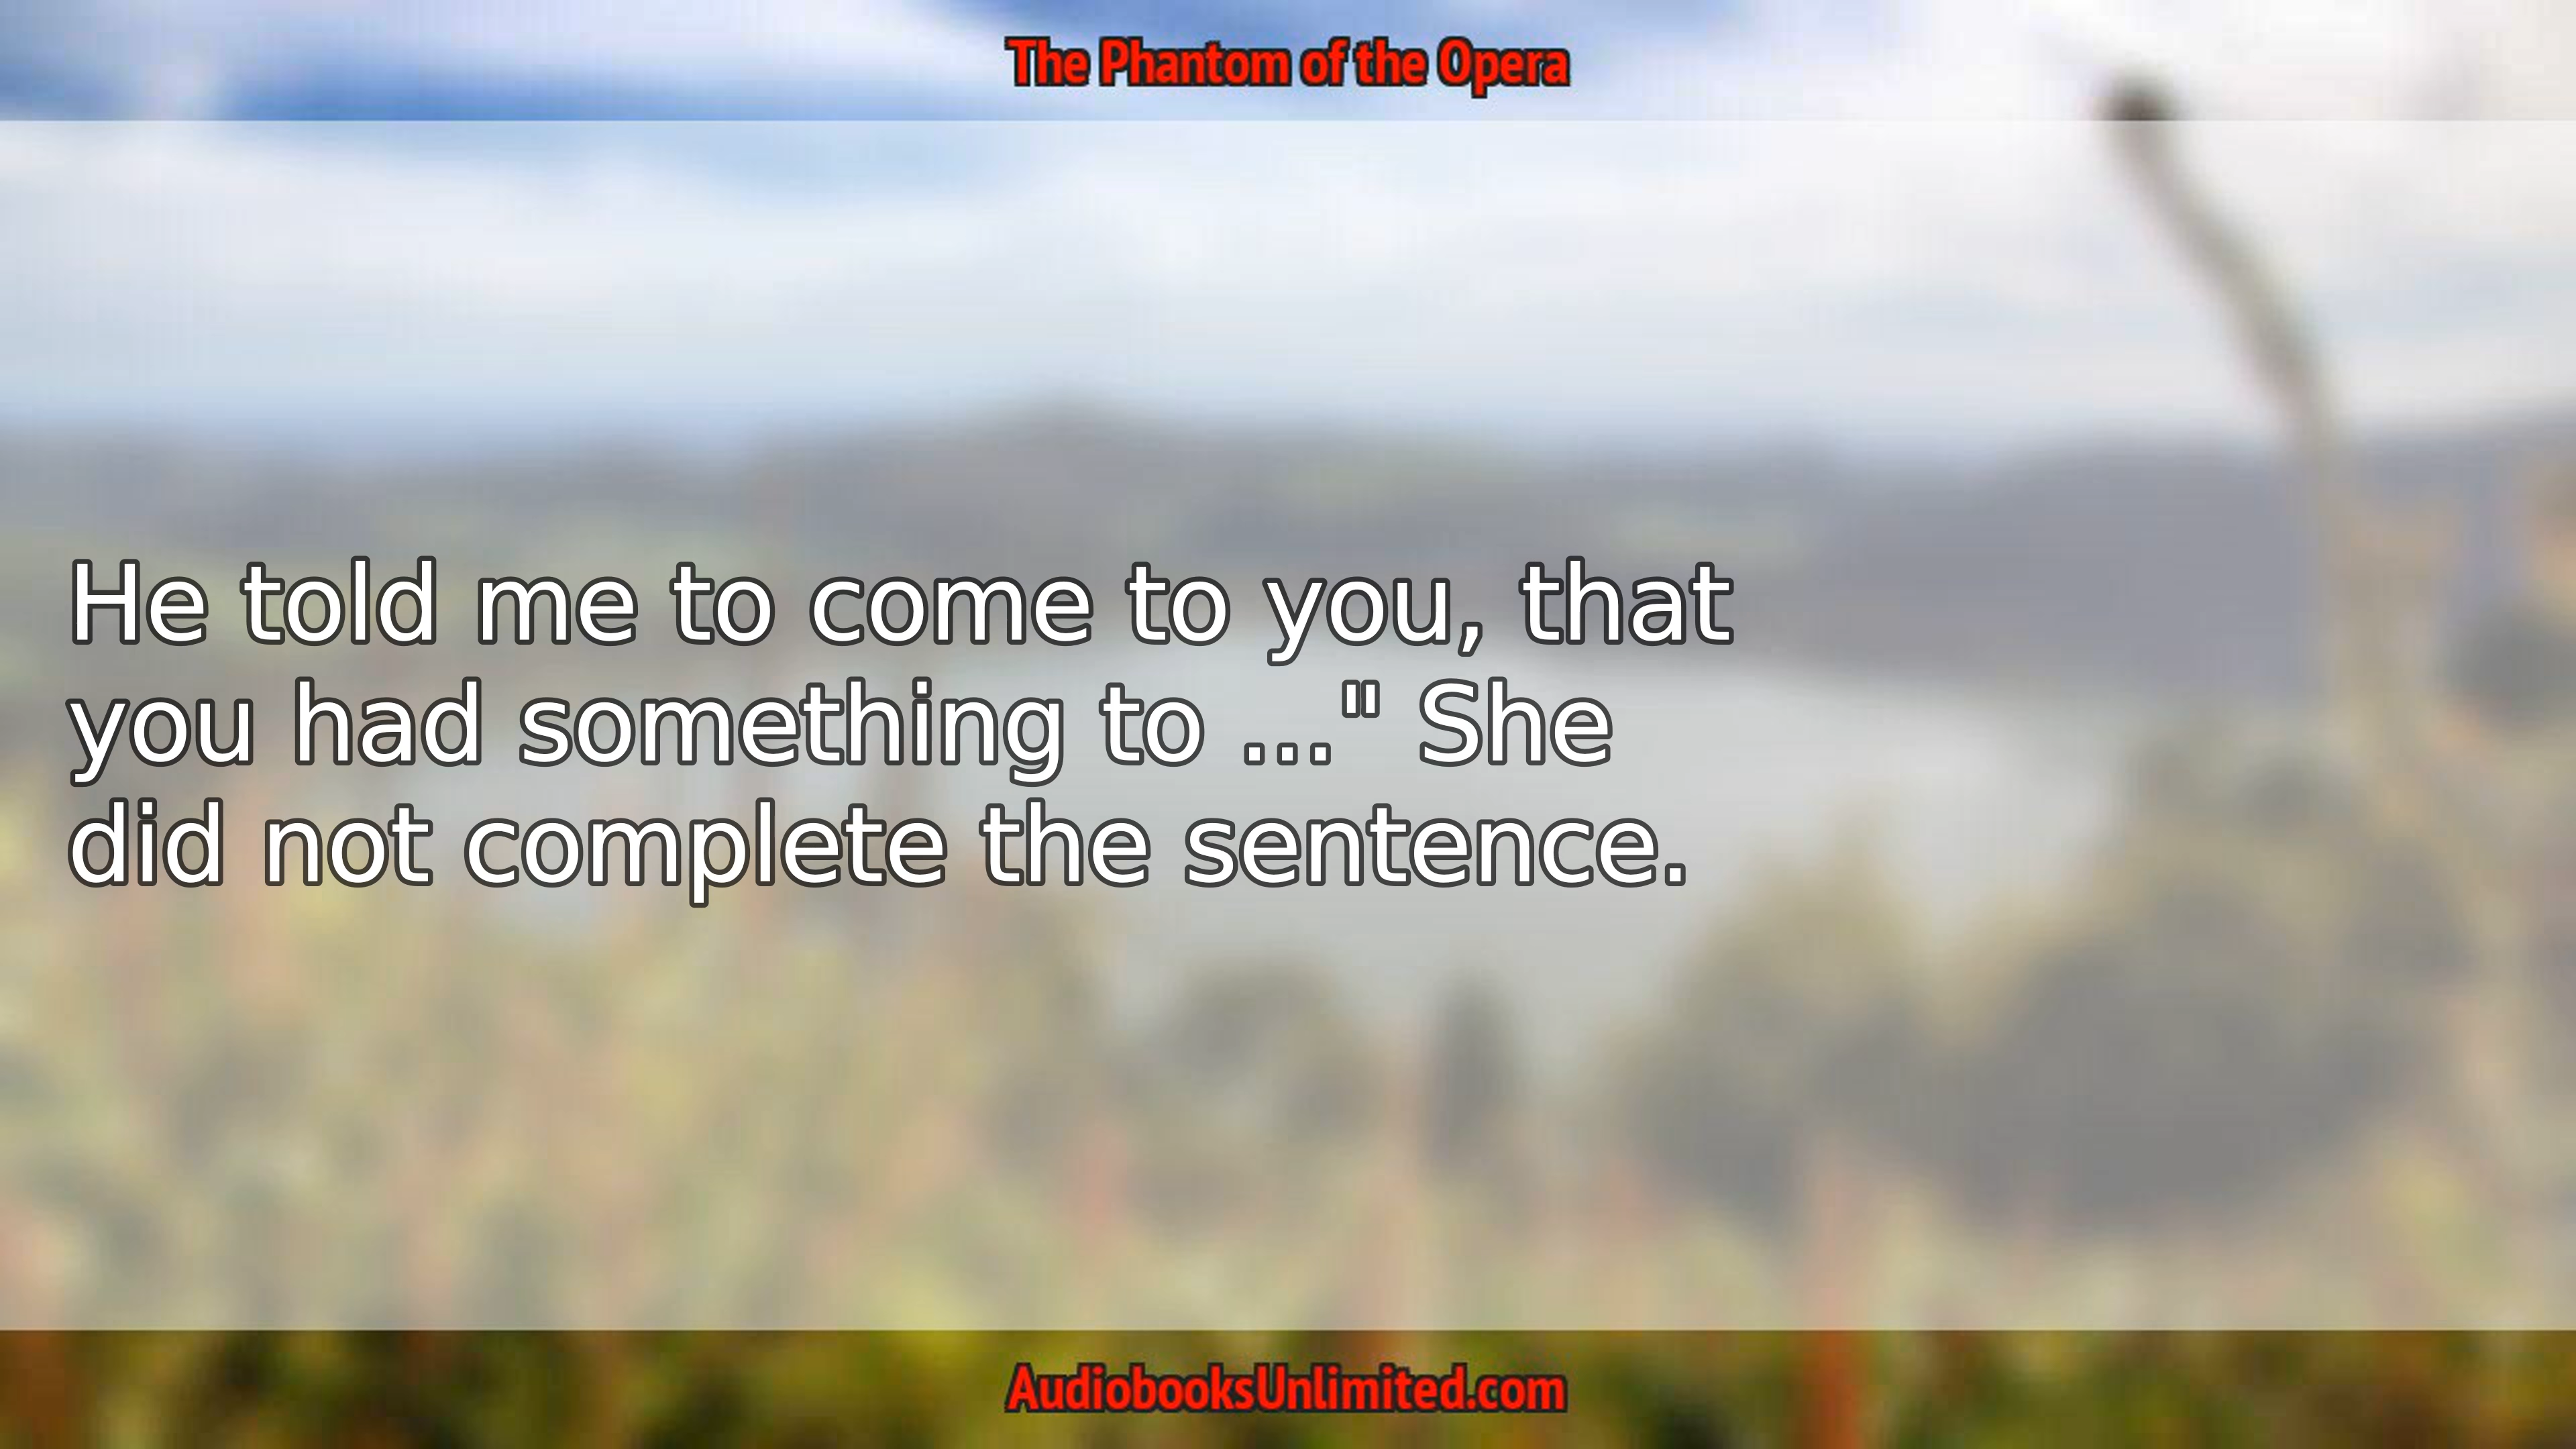 The Phantom of the Opera
He told me to come to you, that
you had something to ..." She
did not complete the sentence.
AudiobooksUnlimited.com